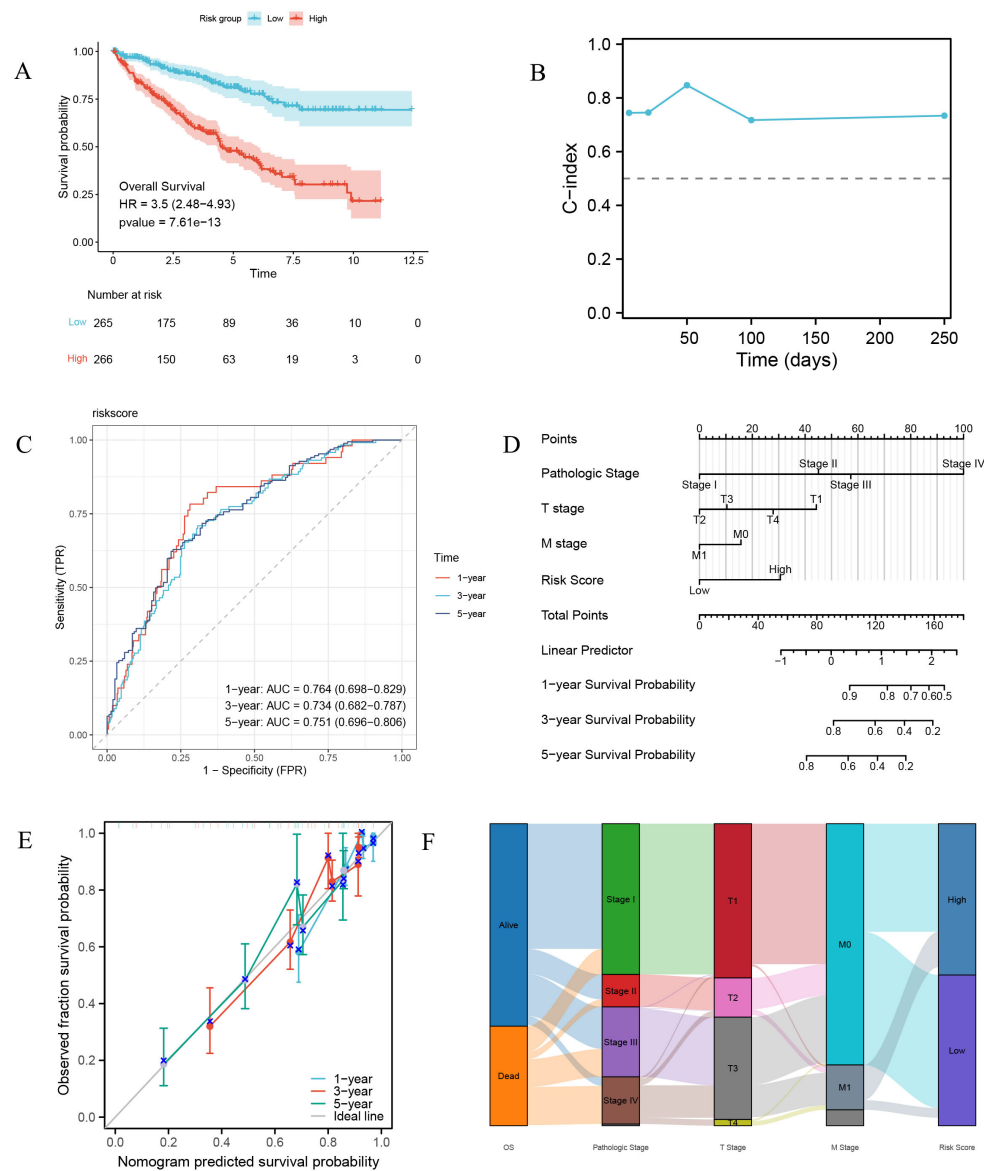 Risk group Low High
A
1.00
0.75
0.50
0.25
0.00
Survival probability
Overall Survival
HR = 3.5 (2.48−4.93)
pvalue = 7.61e−13
0 2.5 5 7.5 10 12.5
Time
Number at risk
Low 265 175 89 36 10 0
High 266 150 63 19 3 0
B
1.0
0.8
0.6
0.4
0.2
0.0
C−index
50 100 150 200 250
Time (days)
C
riskscore
1.00
0.75
0.50
0.25
0.00
Sensitivity (TPR)
1-year: AUC = 0.764 (0.698−0.829)
3-year: AUC = 0.734 (0.682−0.787)
5-year: AUC = 0.751 (0.696−0.806)
0.00 0.25 0.50 0.75 1.00
1 − Specificity (FPR)
Time
1-year
3-year
5-year
D
Points 0 20 40 60 80 100
Pathologic Stage Stage II Stage IV
Stage I Stage III
T stage T3 T1
T2 T4
M stage M0
M1
Risk Score High
Low
Total Points 0 40 80 120 160
Linear Predictor −1 0 1 2
1-year Survival Probability 0.9 0.8 0.7 0.6 0.5
3-year Survival Probability 0.8 0.6 0.4 0.2
5-year Survival Probability 0.8 0.6 0.4 0.2
E
1.0
0.8
0.6
0.4
0.2
0.0
Observed fraction survival probability
1-year
3-year
5-year
Ideal line
0.0 0.2 0.4 0.6 0.8 1.0
Nomogram predicted survival probability
F
Alive
Dead
Stage I
Stage II
Stage III
Stage IV
T1
T2
T3
T4
M0
M1
High
Low
OS Pathologic Stage T Stage M Stage Risk Score